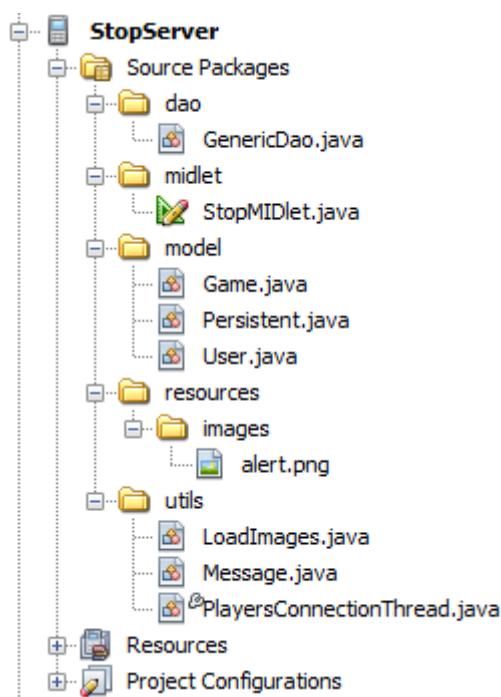 StopServer
Source Packages
dao
GenericDao.java
midlet
StopMIDlet.java
model
Game.java
Persistent.java
User.java
resources
images
alert.png
utils
LoadImages.java
Message.java
PlayersConnectionThread.java
Resources
Project Configurations